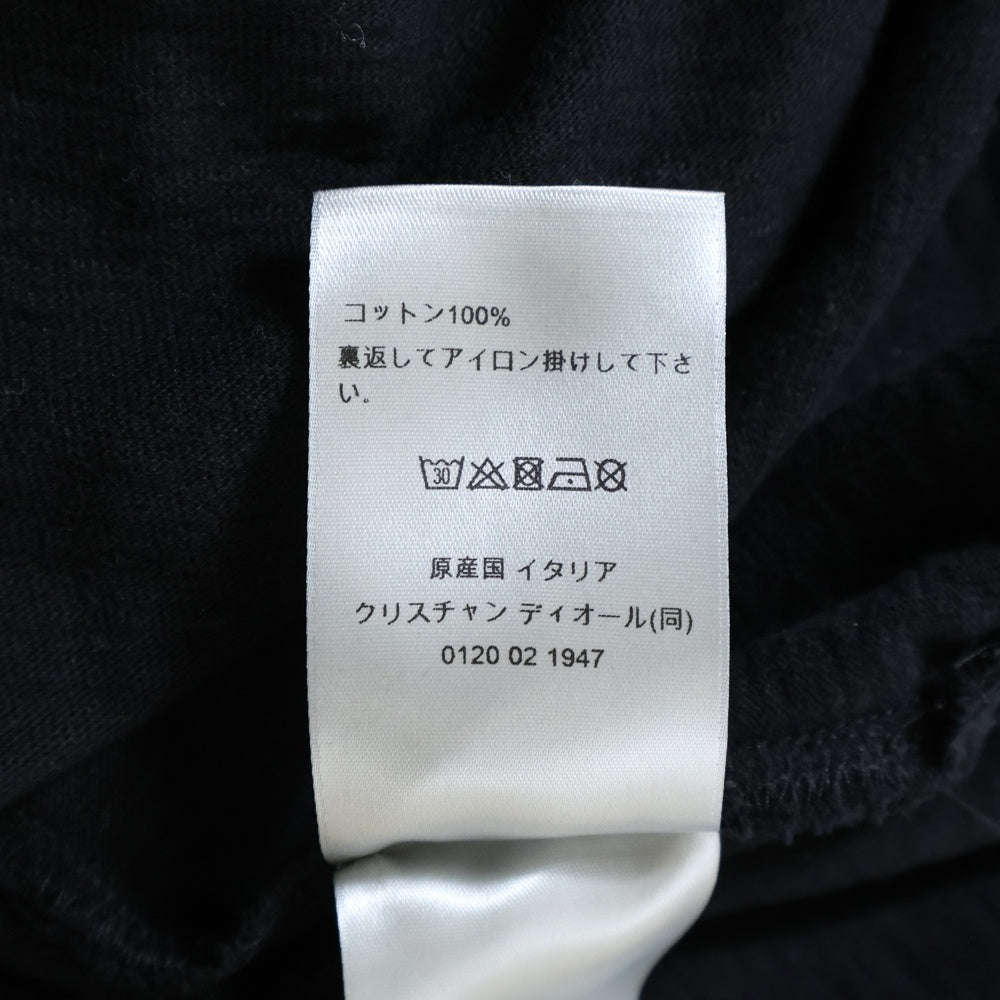 コットン100%
裏返してアイロン掛けして下さ
い。
30
原産国 イタリア
クリスチャン ディオール(同)
0120 02 1947